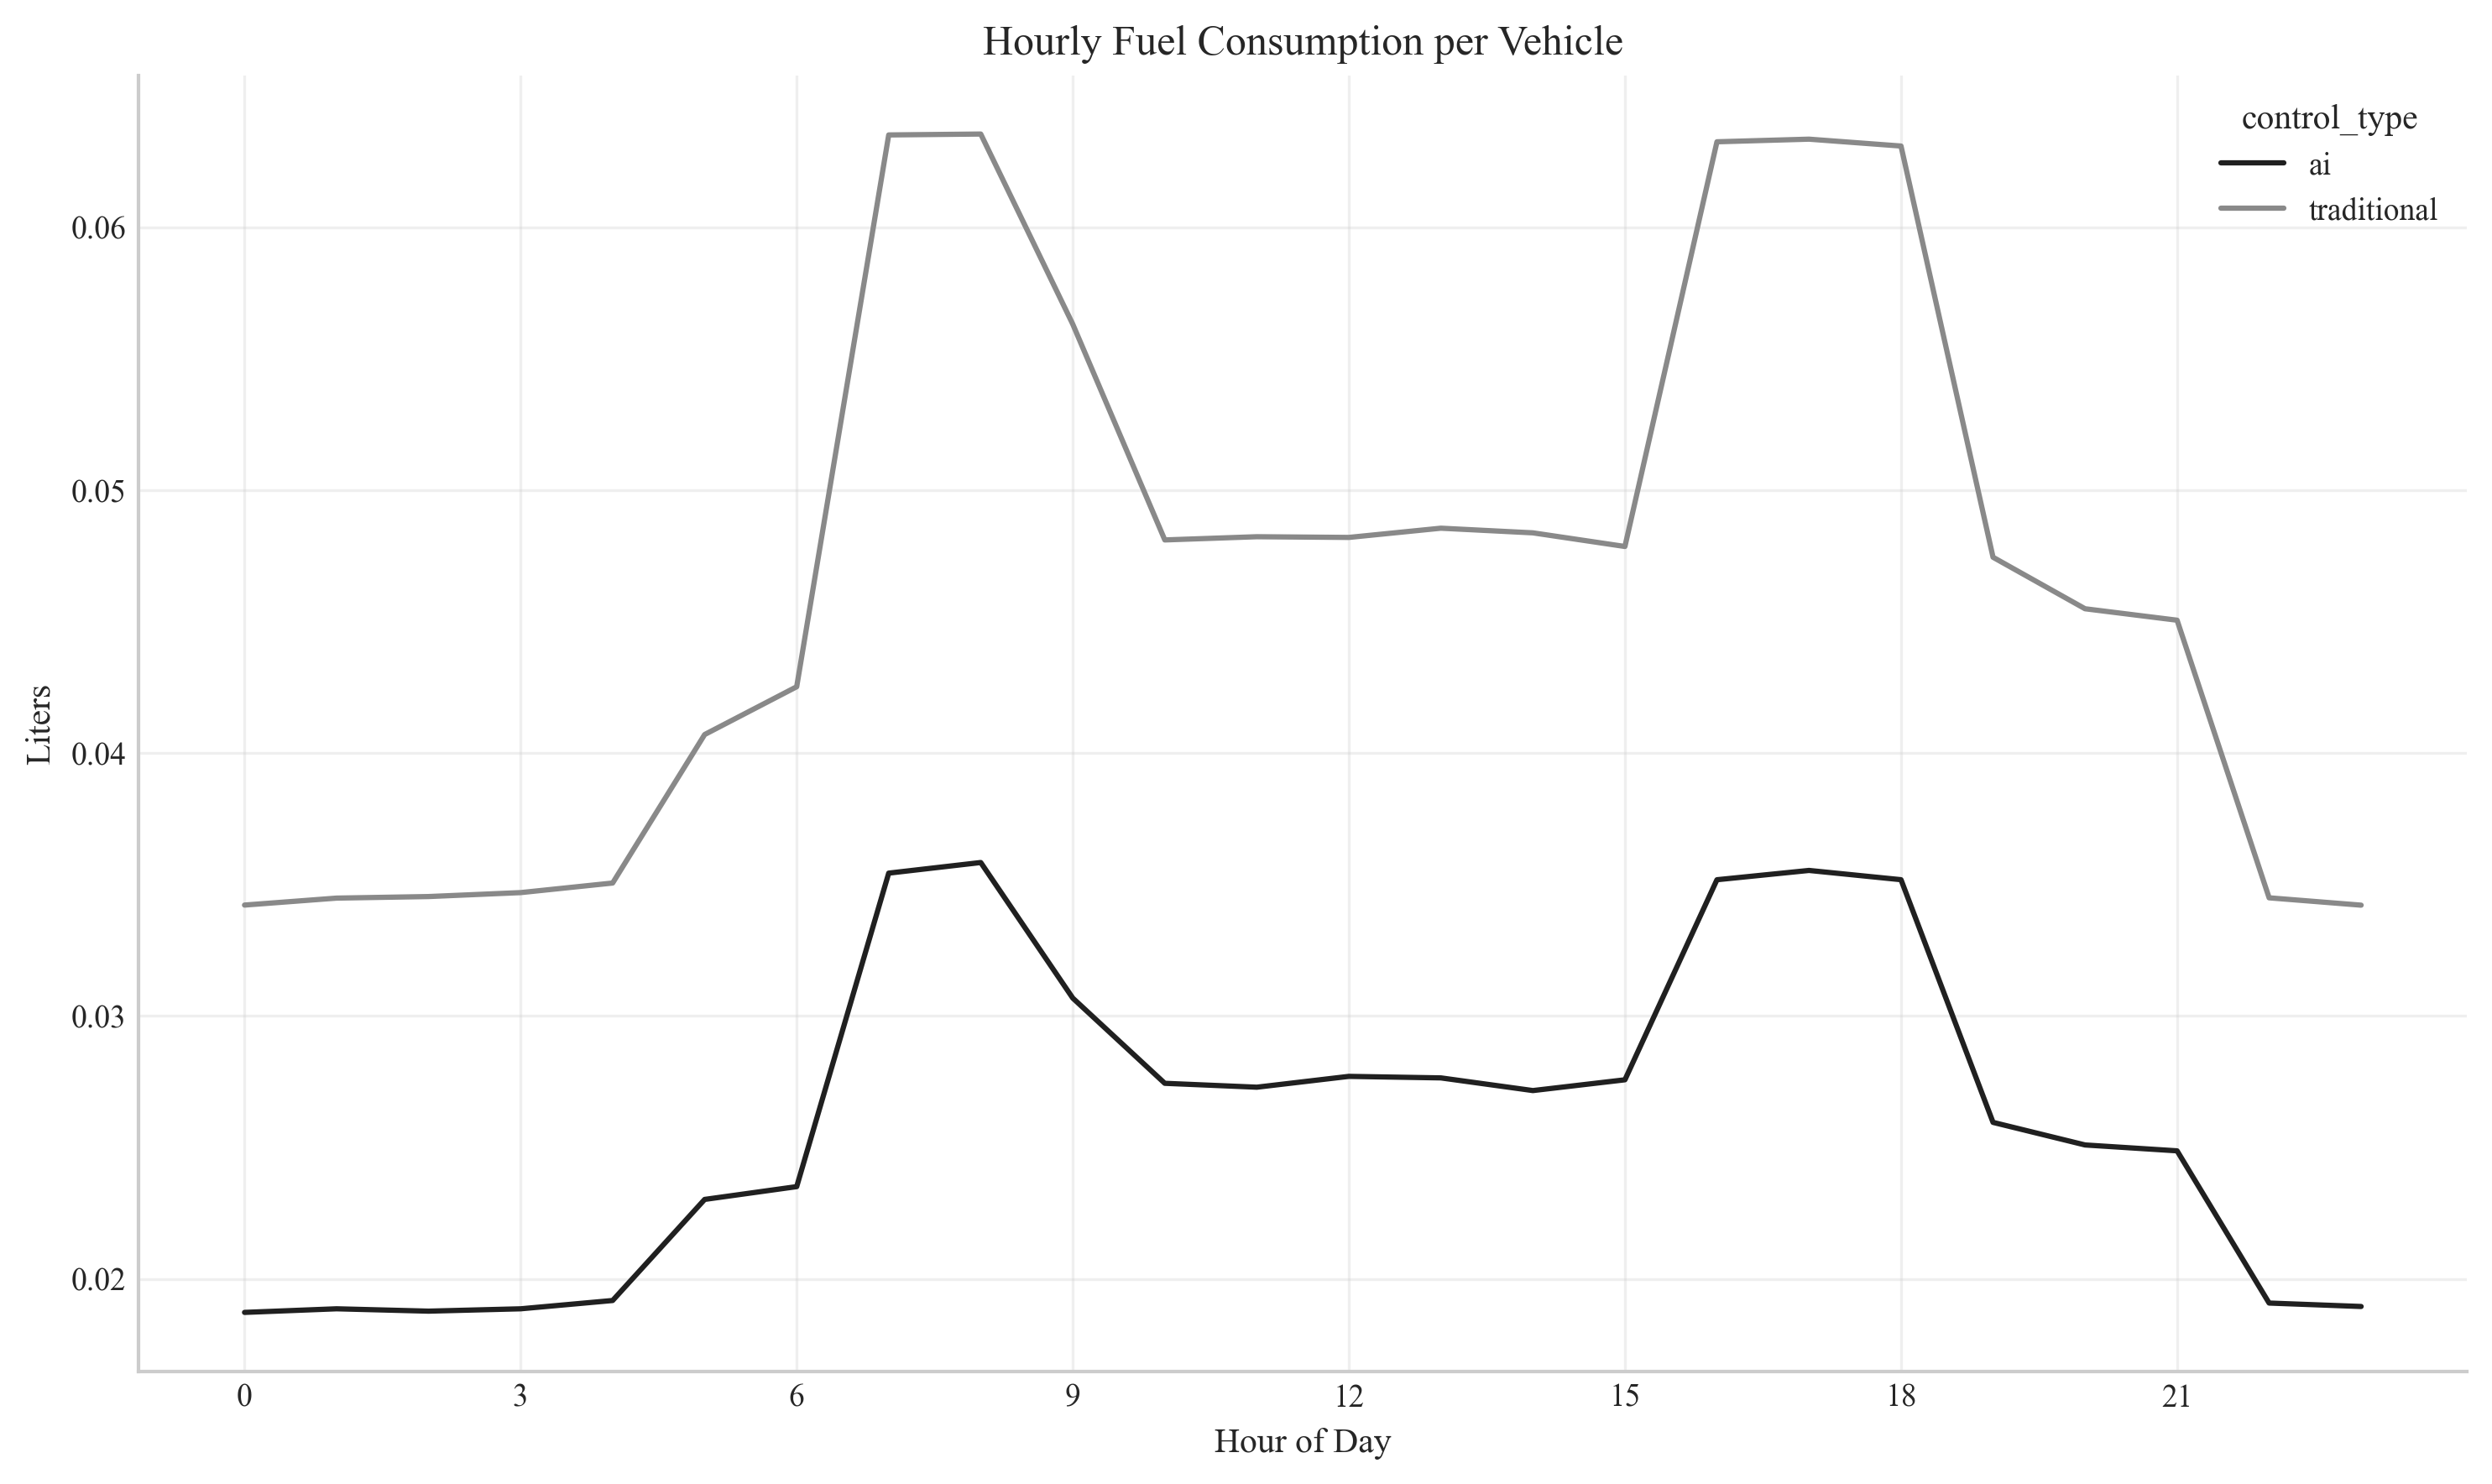 Hourly Fuel Consumption per Vehicle
control_type
ai
traditional
0.06
0.05
0.04
0.03
0.02
Liters
0 3 6 9 12 15 18 21
Hour of Day